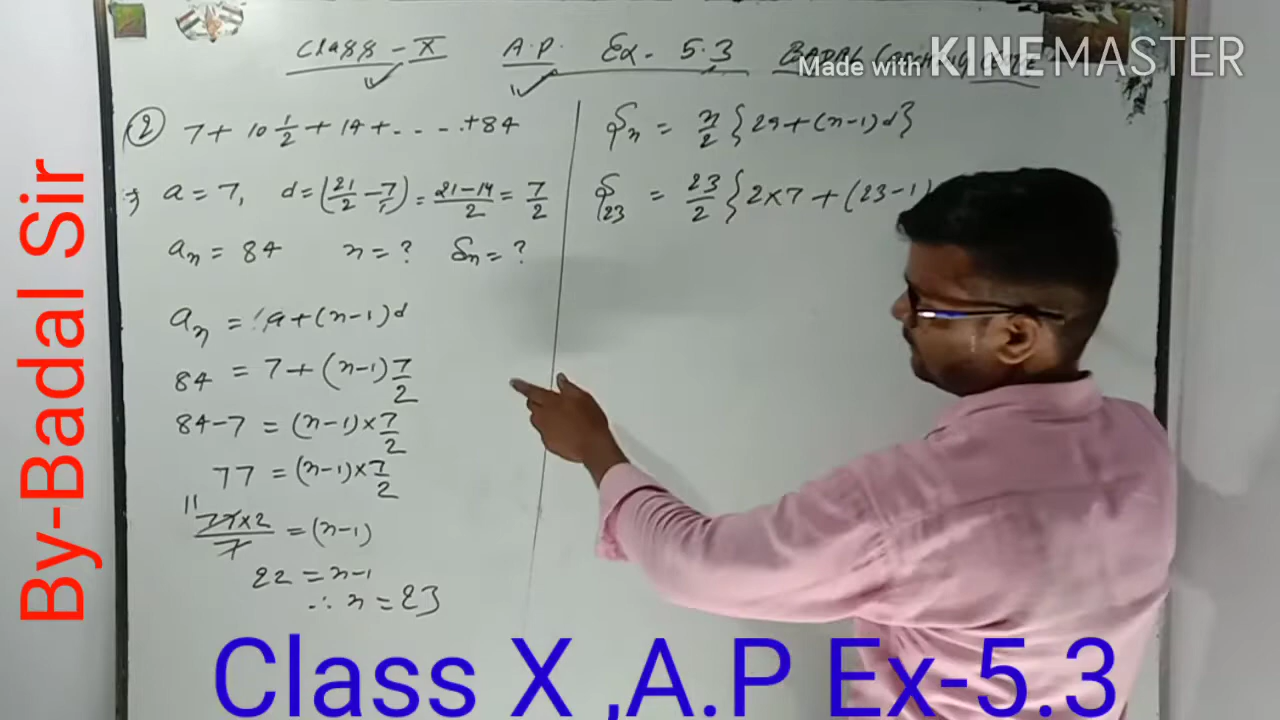 Class - X A.P. Ex - 5.3 BADAL Coaching
Made with KINEMASTER
② 7 + 10 1/2 + 14 + . . . . . + 84
⇒ a = 7, d = (21/2 - 7/1) = 21-14/2 = 7/2
aₙ = 84 n = ? Sₙ = ?
aₙ = a + (n-1)d
84 = 7 + (n-1) 7/2
84-7 = (n-1) × 7/2
77 = (n-1) × 7/2
11
77×2/7 = (n-1)
22 = n-1
∴ n = 23
Sₙ = n/2 {2a + (n-1)d}
S₂₃ = 23/2 {2×7 + (23-1)
By-Badal Sir
Class X ,A.P Ex-5.3